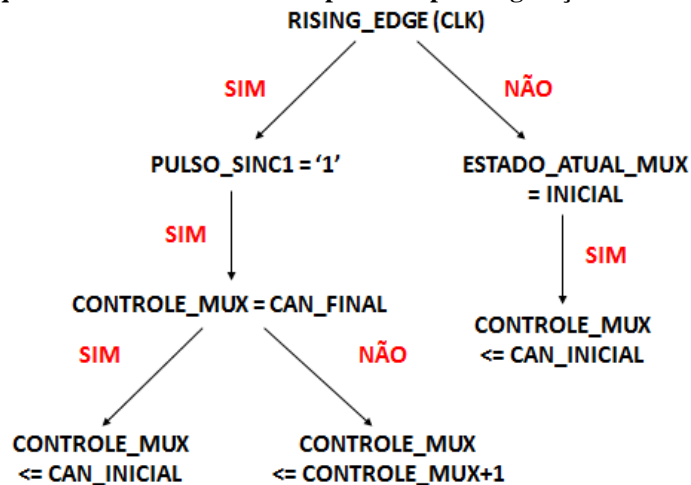 RISING_EDGE (CLK)
SIM
NÃO
PULSO_SINC1 = ‘1’
ESTADO_ATUAL_MUX
= INICIAL
SIM
SIM
CONTROLE_MUX = CAN_FINAL
CONTROLE_MUX
<= CAN_INICIAL
SIM
NÃO
CONTROLE_MUX
<= CAN_INICIAL
CONTROLE_MUX
<= CONTROLE_MUX+1